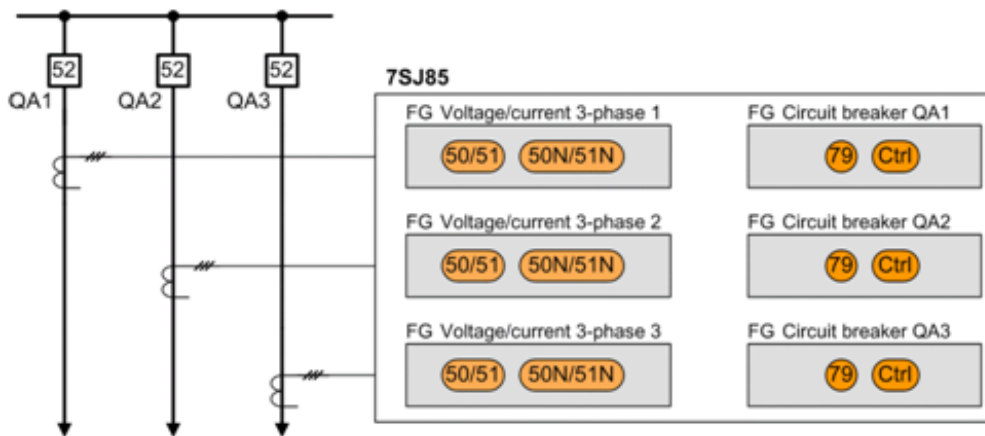 52
52
52
QA1
QA2
QA3
7SJ85
FG Voltage/current 3-phase 1
FG Circuit breaker QA1
50/51
50N/51N
79
Ctrl
FG Voltage/current 3-phase 2
FG Circuit breaker QA2
50/51
50N/51N
79
Ctrl
FG Voltage/current 3-phase 3
FG Circuit breaker QA3
50/51
50N/51N
79
Ctrl